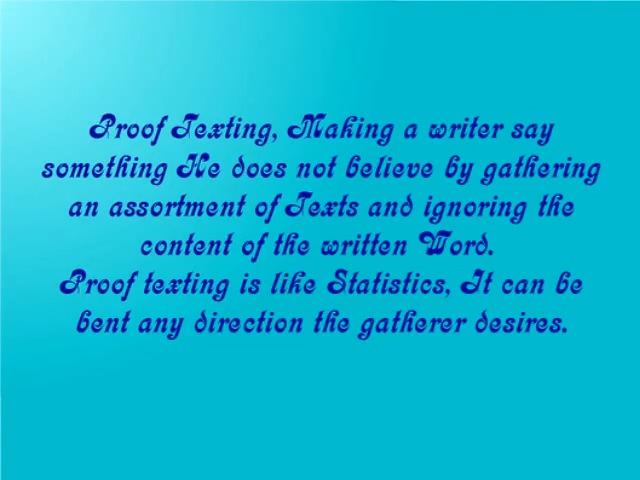 Proof Texting, Making a writer say
something He does not believe by gathering
an assortment of Texts and ignoring the
content of the written Word.
Proof texting is like Statistics, It can be
bent any direction the gatherer desires.